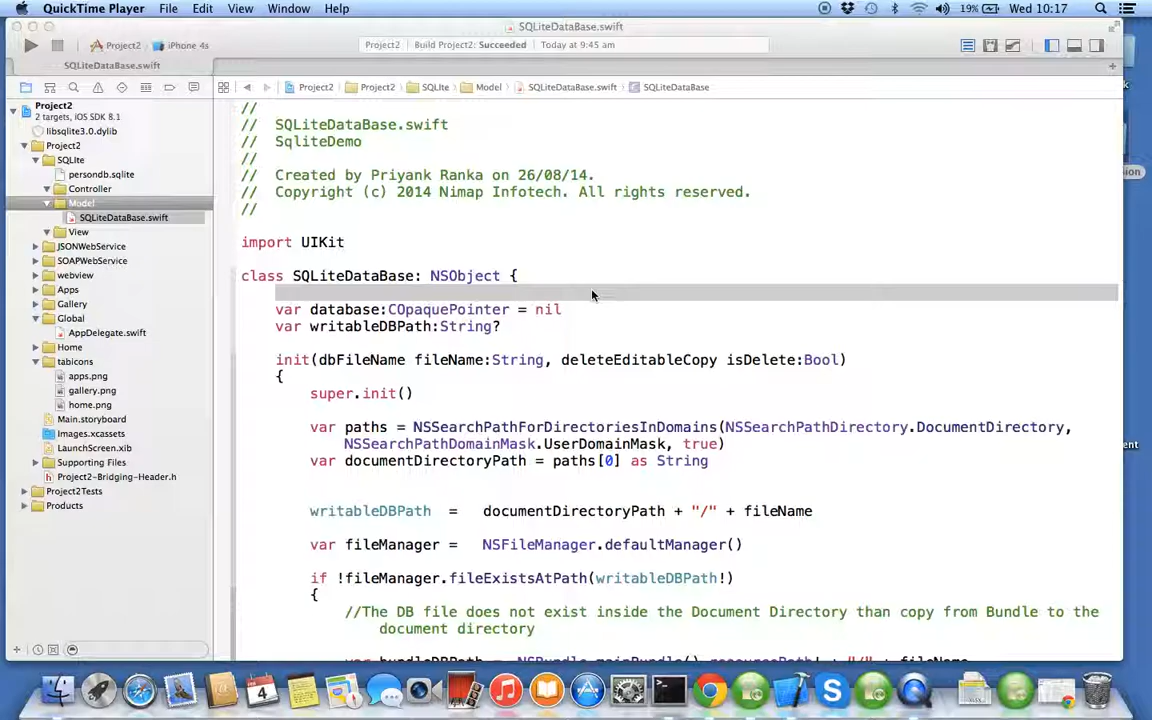 QuickTime Player File Edit View Window Help 19% Wed 10:17
SQLiteDataBase.swift
Project2 iPhone 4s Project2 Build Project2: Succeeded Today at 9:45 am
SQLiteDataBase.swift
Project2 Project2 SQLIte Model SQLiteDataBase.swift SQLiteDataBase
Project2
2 targets, iOS SDK 8.1
libsqlite3.0.dylib
Project2
SQLite
persondb.sqlite
Controller
Model
SQLiteDataBase.swift
View
JSONWebService
SOAPWebService
webview
Apps
Gallery
Global
AppDelegate.swift
Home
tabicons
apps.png
gallery.png
home.png
Main.storyboard
Images.xcassets
LaunchScreen.xib
Supporting Files
Project2-Bridging-Header.h
Project2Tests
Products
//
// SQLiteDataBase.swift
// SqliteDemo
//
// Created by Priyank Ranka on 26/08/14.
// Copyright (c) 2014 Nimap Infotech. All rights reserved.
//
import UIKit
class SQLiteDataBase: NSObject {
var database:COpaquePointer = nil
var writableDBPath:String?
init(dbFileName fileName:String, deleteEditableCopy isDelete:Bool)
{
super.init()
var paths = NSSearchPathForDirectoriesInDomains(NSSearchPathDirectory.DocumentDirectory,
NSSearchPathDomainMask.UserDomainMask, true)
var documentDirectoryPath = paths[0] as String
writableDBPath = documentDirectoryPath + "/" + fileName
var fileManager = NSFileManager.defaultManager()
if !fileManager.fileExistsAtPath(writableDBPath!)
{
//The DB file does not exist inside the Document Directory than copy from Bundle to the
document directory
var bundleDBPath = NSBundle.mainBundle().resourcePath! + "/" + fileName